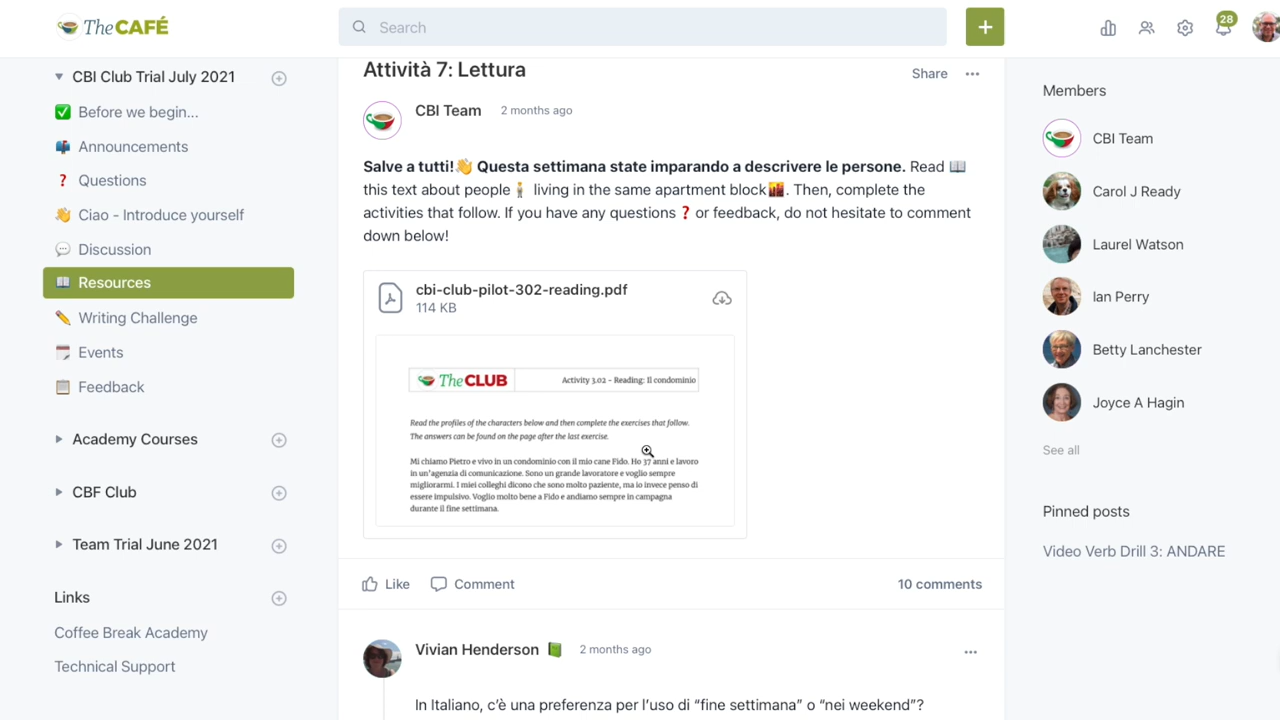 The CAFÉ
Search
28
CBI Club Trial July 2021
Before we begin...
Announcements
Questions
Ciao - Introduce yourself
Discussion
Resources
Writing Challenge
Events
Feedback
Academy Courses
CBF Club
Team Trial June 2021
Links
Coffee Break Academy
Technical Support
Attività 7: Lettura
Share
CBI Team 2 months ago
Salve a tutti!👋 Questa settimana state imparando a descrivere le persone. Read 📖
this text about people🧍 living in the same apartment block🌇. Then, complete the
activities that follow. If you have any questions ❓ or feedback, do not hesitate to comment
down below!
cbi-club-pilot-302-reading.pdf
114 KB
The CLUB Activity 3.02 - Reading: Il condominio
Read the profiles of the characters below and then complete the exercises that follow.
The answers can be found on the page after the last exercise.
Mi chiamo Pietro e vivo in un condominio con il mio cane Fido. Ho 37 anni e lavoro
in un'agenzia di comunicazione. Sono un grande lavoratore e voglio sempre
migliorarmi. I miei colleghi dicono che sono molto paziente, ma io invece penso di
essere impulsivo. Voglio molto bene a Fido e andiamo sempre in campagna
durante il fine settimana.
Like
Comment
10 comments
Vivian Henderson 2 months ago
In Italiano, c'è una preferenza per l'uso di "fine settimana" o "nei weekend"?
Members
CBI Team
Carol J Ready
Laurel Watson
Ian Perry
Betty Lanchester
Joyce A Hagin
See all
Pinned posts
Video Verb Drill 3: ANDARE